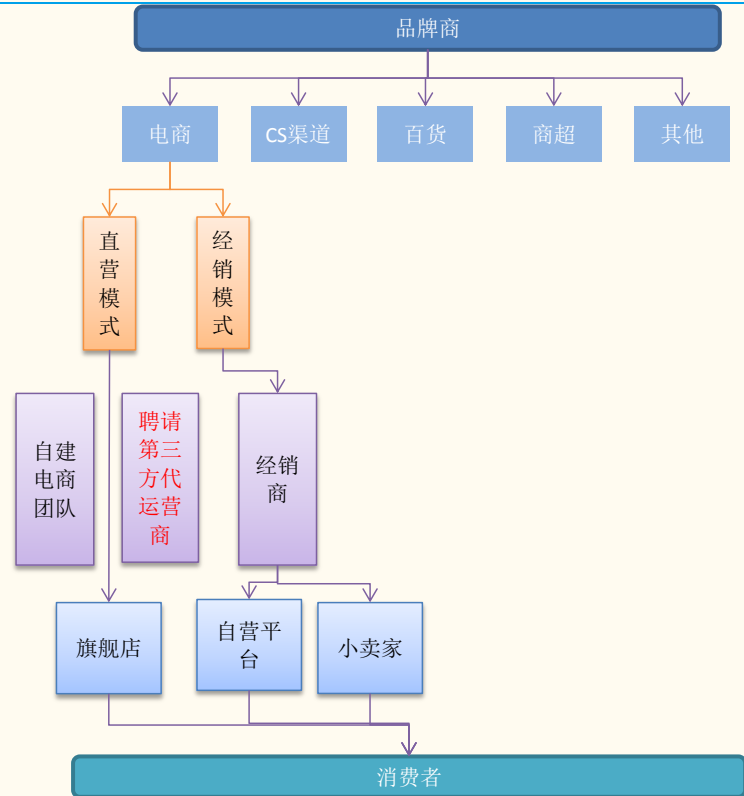 品牌商
电商
CS渠道
百货
商超
其他
直
营
模
式
经
销
模
式
自建
电商
团队
聘请
第三
方代
运营
商
经销
商
旗舰店
自营平
台
小卖家
消费者